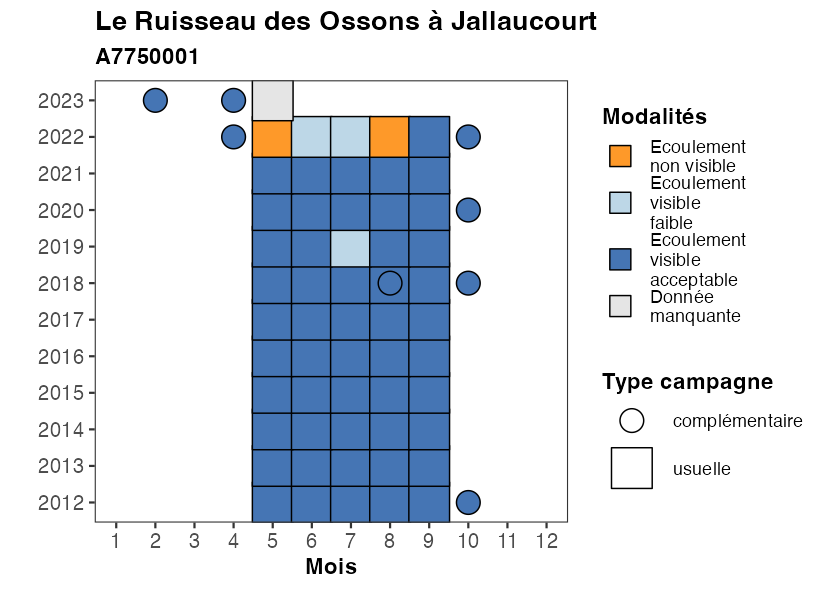 Le Ruisseau des Ossons à Jallaucourt
A7750001
2023
2022
2021
2020
2019
2018
2017
2016
2015
2014
2013
2012
1 2 3 4 5 6 7 8 9 10 11 12
Mois
Modalités
Ecoulement
non visible
Ecoulement
visible
faible
Ecoulement
visible
acceptable
Donnée
manquante
Type campagne
complémentaire
usuelle